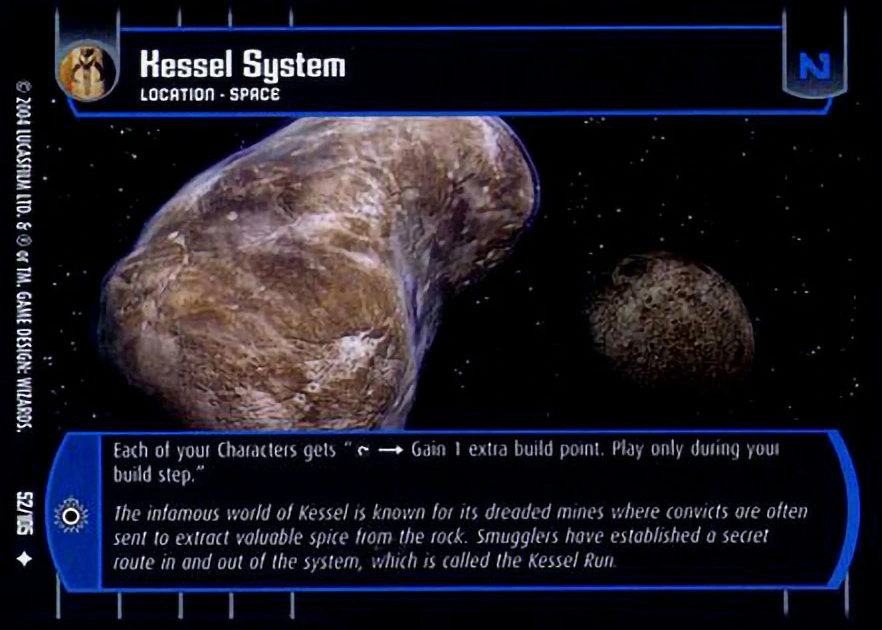 Kessel System
LOCATION - SPACE
N
Each of your Characters gets " → Gain 1 extra build point. Play only during your
build step."
The infamous world of Kessel is known for its dreaded mines where convicts are often
sent to extract valuable spice from the rock. Smugglers have established a secret
route in and out of the system, which is called the Kessel Run.
© 2004 LUCASFILM LTD. & ® or TM. GAME DESIGN: WIZARDS.
52/105